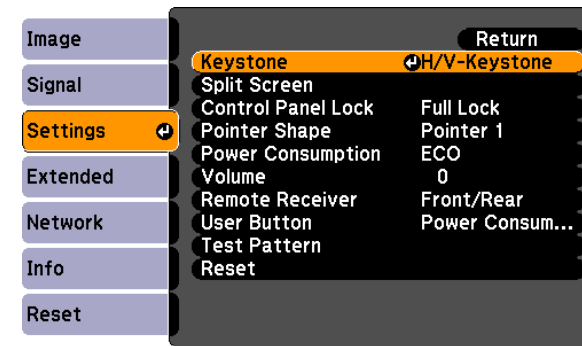 Image
Signal
Settings
Extended
Network
Info
Reset
Return
Keystone H/V-Keystone
Split Screen
Control Panel Lock Full Lock
Pointer Shape Pointer 1
Power Consumption ECO
Volume 0
Remote Receiver Front/Rear
User Button Power Consum...
Test Pattern
Reset